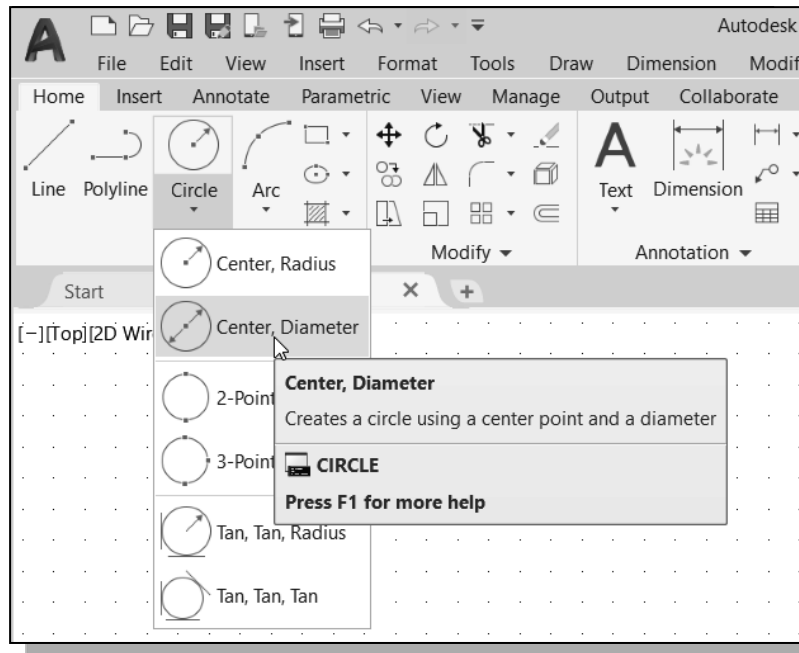 Autodesk
File Edit View Insert Format Tools Draw Dimension Modif
Home Insert Annotate Parametric View Manage Output Collaborate
Line Polyline Circle Arc Text Dimension
Modify Annotation
Center, Radius
Start
Center, Diameter
[−][Top][2D Wir
Center, Diameter
2-Point
Creates a circle using a center point and a diameter
3-Point
CIRCLE
Press F1 for more help
Tan, Tan, Radius
Tan, Tan, Tan